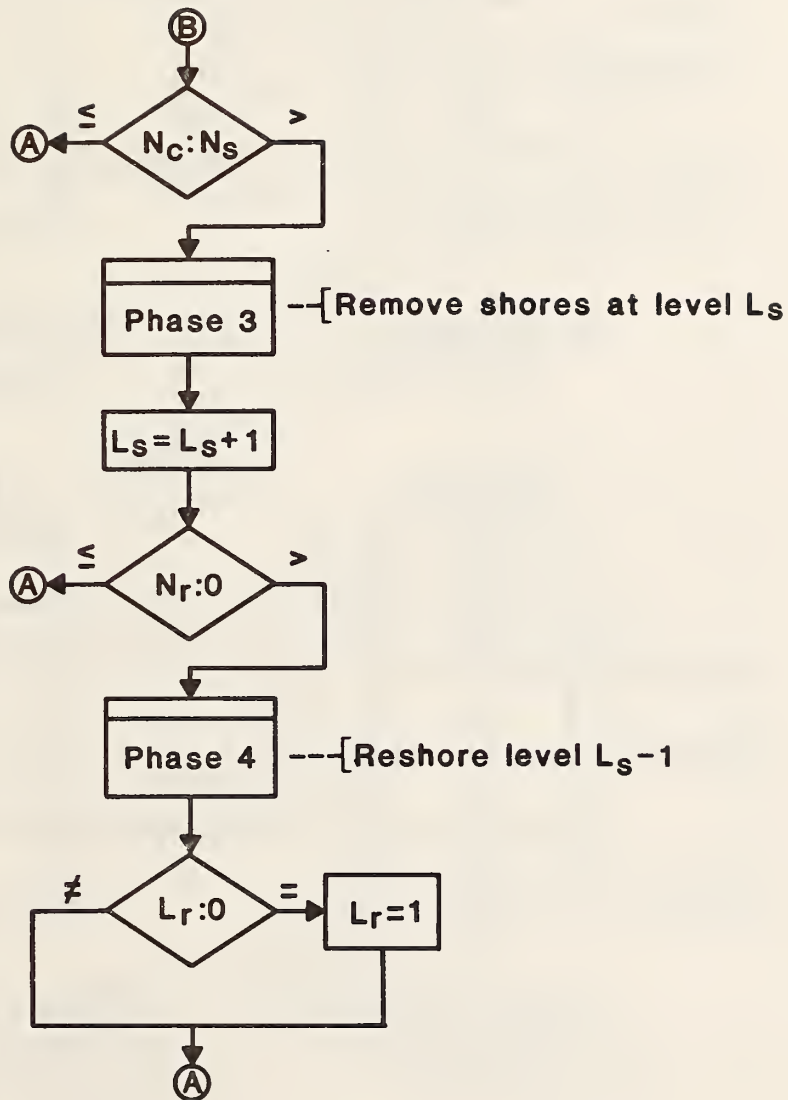 B
≤ >
A N_c:N_s
Phase 3 Remove shores at level L_s
L_s=L_s+1
≤ >
A N_r:0
Phase 4 Reshore level L_s-1
≠ =
L_r:0 L_r=1
A